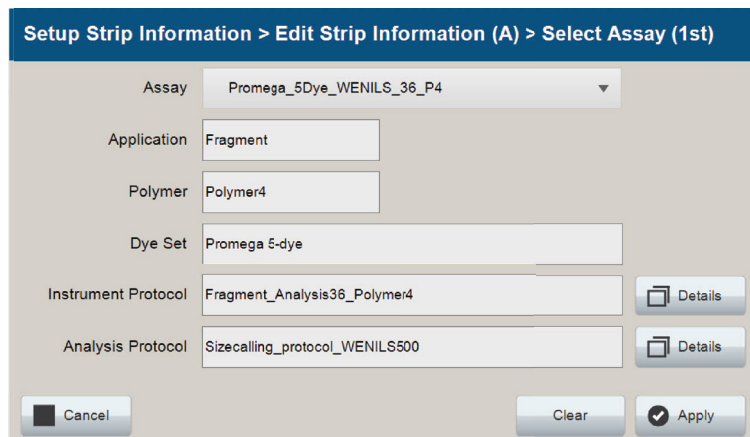 Setup Strip Information > Edit Strip Information (A) > Select Assay (1st)
Assay Promega_5Dye_WENILS_36_P4
Application Fragment
Polymer Polymer4
Dye Set Promega 5-dye
Instrument Protocol Fragment_Analysis36_Polymer4 Details
Analysis Protocol Sizecalling_protocol_WENILS500 Details
Cancel Clear Apply